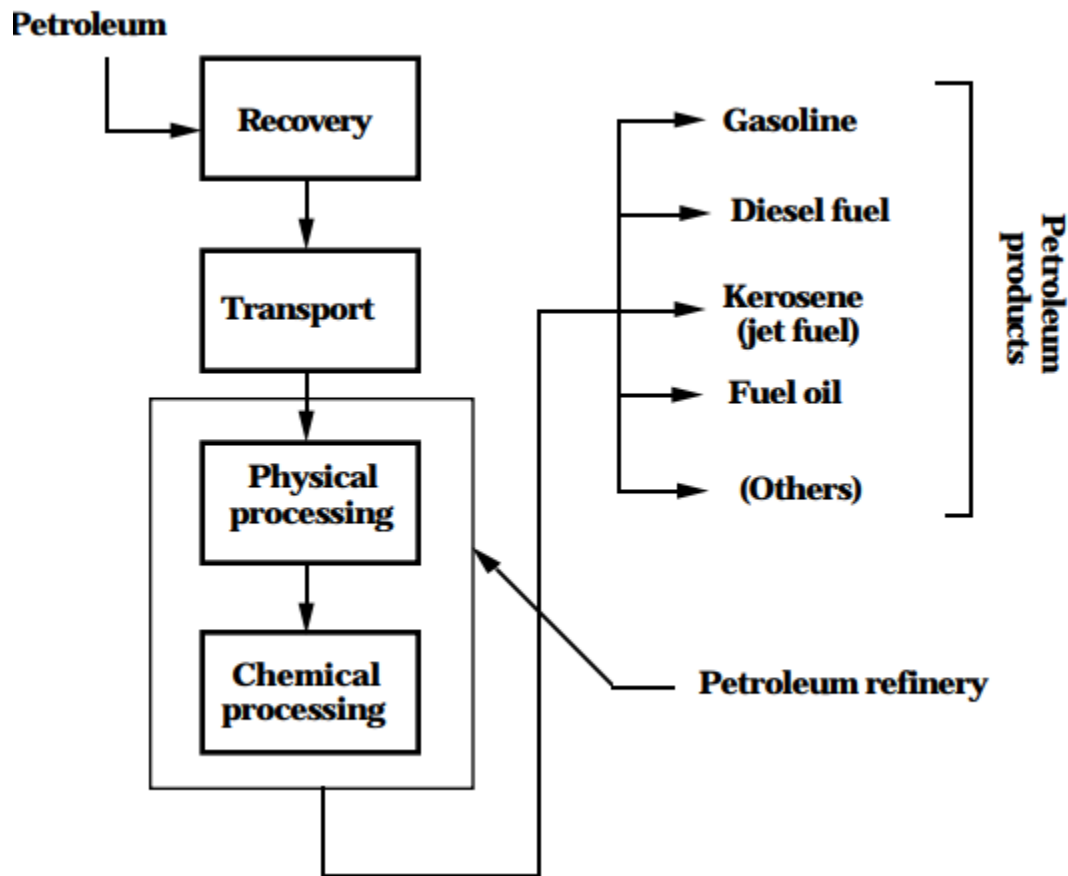 Petroleum
Recovery
Transport
Physical
processing
Chemical
processing
Gasoline
Diesel fuel
Kerosene
(jet fuel)
Fuel oil
(Others)
Petroleum
products
Petroleum refinery